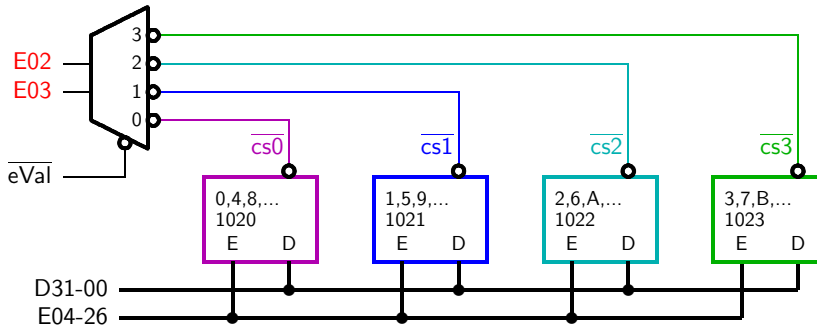 3
E02 2
E03 1
0
cs0 cs1 cs2 cs3
eVal
0,4,8,... 1,5,9,... 2,6,A,... 3,7,B,...
1020 1021 1022 1023
E D E D E D E D
D31-00
E04-26